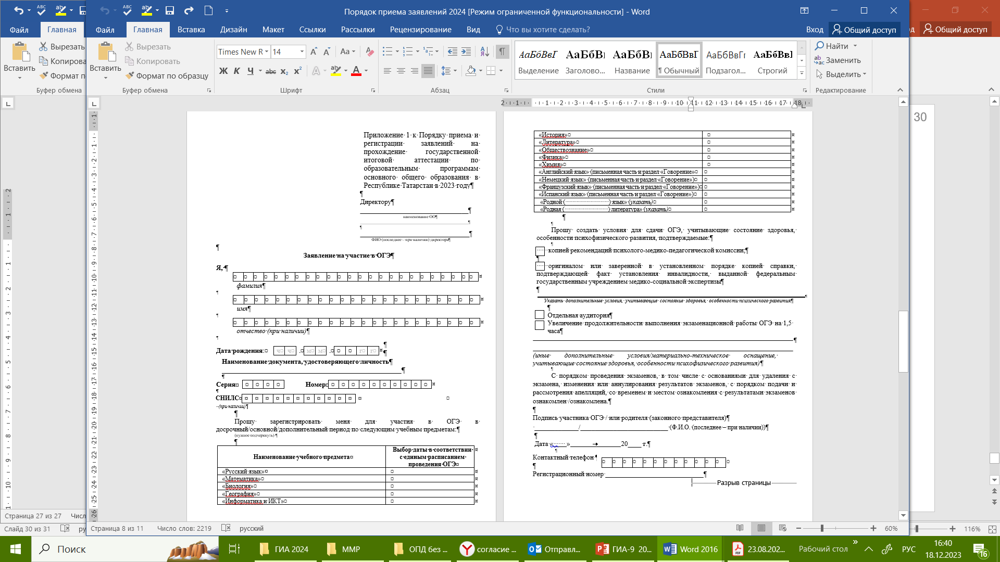 Порядок приема заявлений 2024 [Режим ограниченной функциональности] - Word
Файл
Главная
Файл
Главная
Вставка
Дизайн
Макет
Ссылки
Рассылки
Рецензирование
Вид
Что вы хотите сделать?
Вход
Общий доступ
Общий доступ
Вставить
Вырезать
Буфер обмена
Вставить
Вырезать
Копировать
Формат по образцу
Буфер обмена
Times New R
14
Шрифт
Абзац
Выделение
Заголово...
Название
¶ Обычный
Подзагол...
Строгий
Стили
Найти
Заменить
Выделить
Редактирование
30
Приложение 1 к Порядку приема и
регистрации заявлений на
прохождение государственной
итоговой аттестации по
образовательным программам
основного общего образования в
Республике Татарстан в 2023 году¶
Директору¶
наименование ОО¶
ФИО (последнее – при наличии) директора¶
Заявление на участие в ОГЭ¶
Я, ¶
фамилия¶
имя¶
отчество (при наличии)¶
Дата рождения:
Наименование документа, удостоверяющего личность¶
Серия
Номер
СНИЛС
(при наличии)¶
Прошу зарегистрировать меня для участия в ОГЭ в
досрочный/основной/дополнительный период по следующим учебным предметам:¶
(нужное подчеркнуть)¶
Наименование учебного предмета
Выбор даты в соответствии
с единым расписанием
проведения ОГЭ
«Русский язык»
«Математика»
«Биология»
«География»
«Информатика и ИКТ»
«История»
«Литература»
«Обществознание»
«Физика»
«Химия»
«Английский язык» (письменная часть и раздел «Говорение»
«Немецкий язык» (письменная часть и раздел «Говорение»)
«Французский язык» (письменная часть и раздел «Говорение»)
«Испанский язык» (письменная часть и раздел «Говорение»)
«Родной ( ) язык» (указать)
«Родная ( ) литература» (указать)
Прошу создать условия для сдачи ОГЭ, учитывающие состояние здоровья,
особенности психофизического развития, подтверждаемые:¶
копией рекомендаций психолого-медико-педагогической комиссии;¶
оригиналом или заверенной в установленном порядке копией справки,
подтверждающей факт установления инвалидности, выданной федеральным
государственным учреждением медико-социальной экспертизы¶
Указать дополнительные условия, учитывающие состояние здоровья, особенности психического развития¶
Отдельная аудитория¶
Увеличение продолжительности выполнения экзаменационной работы ОГЭ на 1,5
часа¶
(иные дополнительные условия/материально-техническое оснащение,
учитывающие состояние здоровья, особенности психофизического развития)¶
С порядком проведения экзаменов, в том числе с основаниями для удаления с
экзамена, изменения или аннулирования результатов экзаменов, с порядком подачи и
рассмотрения апелляций, со временем и местом ознакомления с результатами экзаменов
ознакомлен /ознакомлена.¶
Подпись участника ОГЭ / или родителя (законного представителя)¶
_____________/__________________________ (Ф.И.О. (последнее – при наличии))¶
Дата « »_______ _______20____ г.¶
Контактный телефон ¶
Регистрационный номер _____________________________¶
Разрыв страницы
Страница 27 из 27
Слайд 30 из 31
Страница 8 из 11
Число слов: 2219
русский
60%
116%
Поиск
ГИА 2024
ММР
ОПД без ...
согласие ...
Отправл...
ГИА-9 20...
Word 2016
23.08.202...
Рабочий стол
РУС
16:40
18.12.2023
16